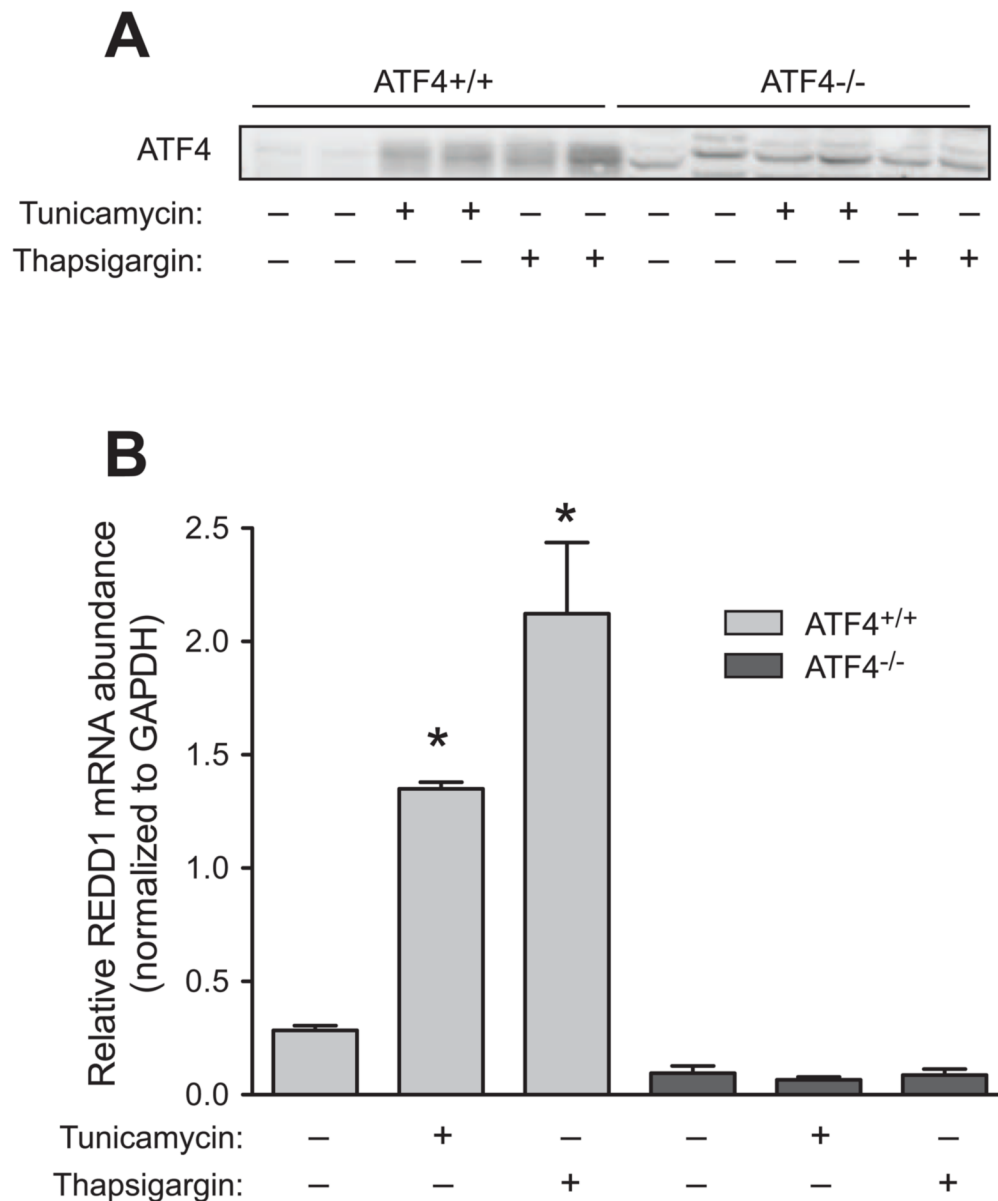 A
ATF4+/+ ATF4-/-
ATF4
Tunicamycin: – – + + – – – – + + – –
Thapsigargin: – – – – + + – – – – + +
B
Relative REDD1 mRNA abundance
(normalized to GAPDH)
2.5
2.0
1.5
1.0
0.5
0.0
*
*
ATF4+/+
ATF4-/-
Tunicamycin: – + – – + –
Thapsigargin: – – + – – +